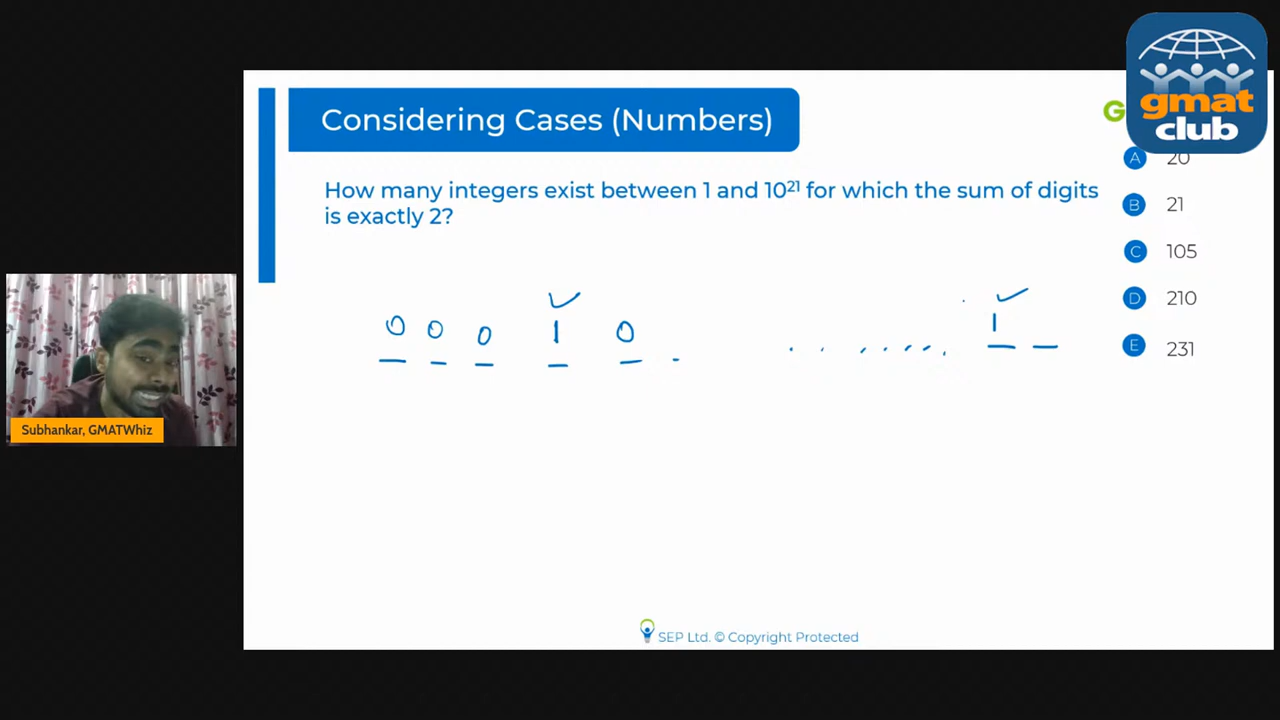 Considering Cases (Numbers)
G
gmat
club
How many integers exist between 1 and 10²¹ for which the sum of digits
is exactly 2?
A 20
B 21
C 105
D 210
E 231
0 0 0 1 0 1
Subhankar, GMATWhiz
SEP Ltd. © Copyright Protected